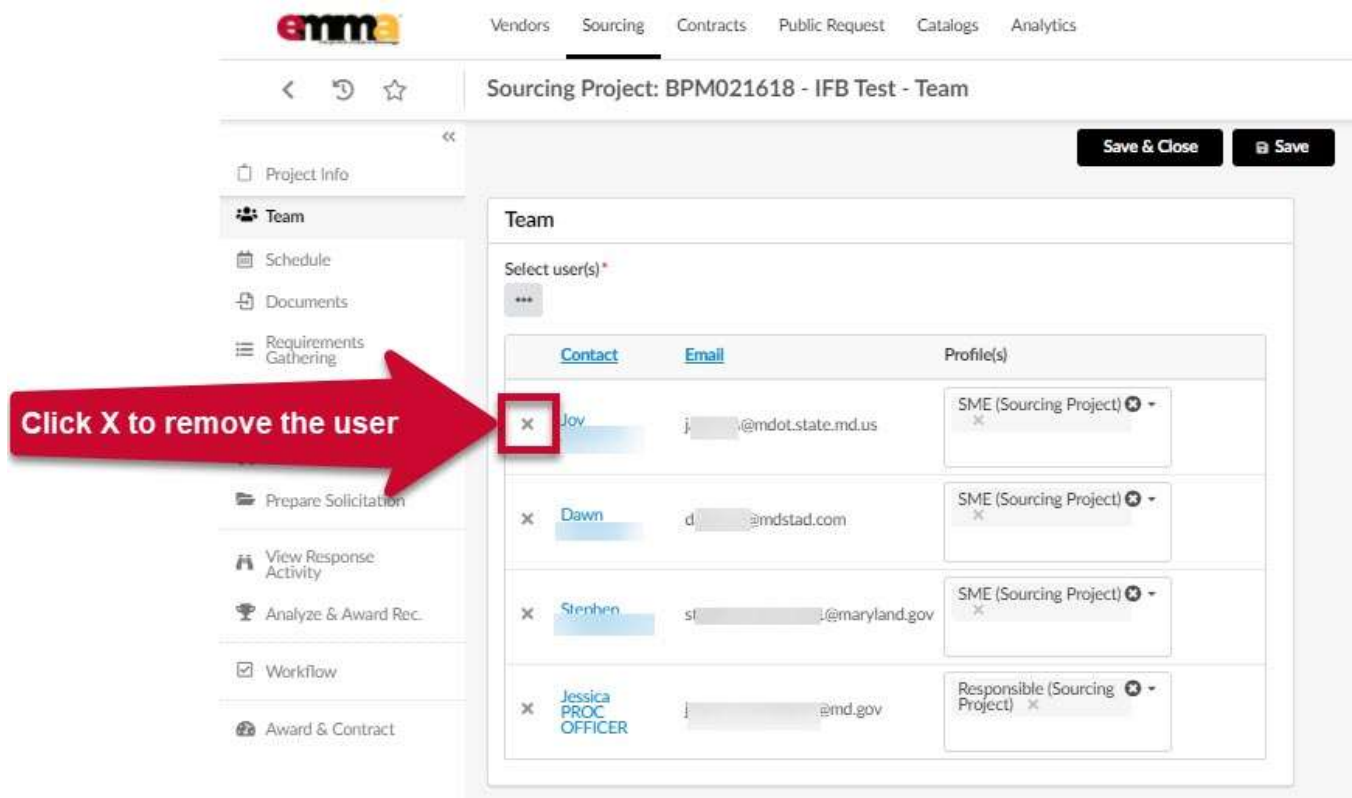 emma
Vendors Sourcing Contracts Public Request Catalogs Analytics
Sourcing Project: BPM021618 - IFB Test - Team
Save & Close Save
Project Info
Team
Schedule
Documents
Requirements
Gathering
Prepare Solicitation
View Response
Activity
Analyze & Award Rec.
Workflow
Award & Contract
Click X to remove the user
Team
Select user(s)*
Contact Email Profile(s)
Joy j @mdot.state.md.us SME (Sourcing Project)
Dawn d @mdstad.com SME (Sourcing Project)
Stephen st @maryland.gov SME (Sourcing Project)
Jessica
PROC
OFFICER
j @md.gov
Responsible (Sourcing
Project)